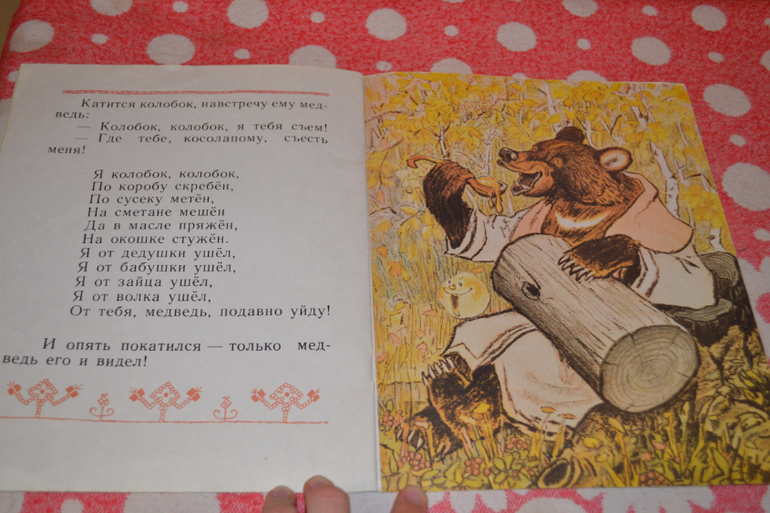 Катится колобок, навстречу ему мед-
ведь:
— Колобок, колобок, я тебя съем!
— Где тебе, косолапому, съесть
меня!
Я колобок, колобок,
По коробу скребён,
По сусеку метён,
На сметане мешён
Да в масле пряжён,
На окошке стужён.
Я от дедушки ушёл,
Я от бабушки ушёл,
Я от зайца ушёл,
Я от волка ушёл,
От тебя, медведь, подавно уйду!
И опять покатился — только мед-
ведь его и видел!